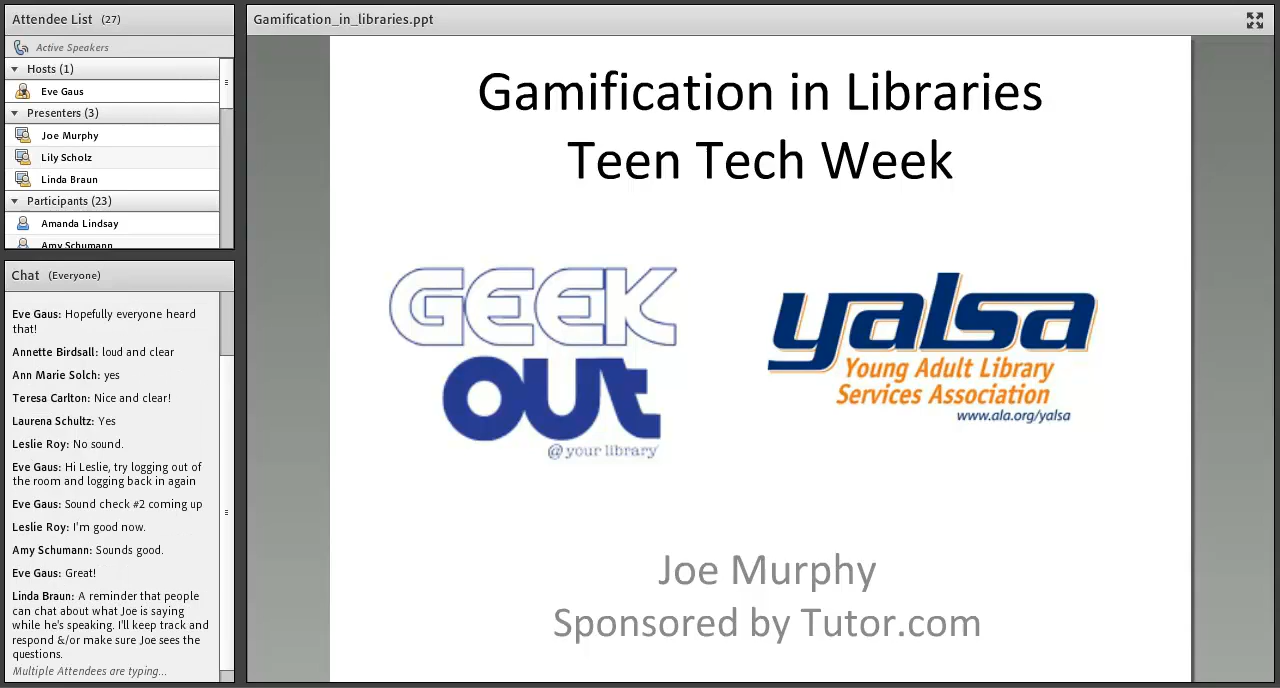 Attendee List (27)
Active Speakers
Hosts (1)
Eve Gaus
Presenters (3)
Joe Murphy
Lily Scholz
Linda Braun
Participants (23)
Amanda Lindsay
Amy Schumann
Chat (Everyone)
Eve Gaus: Hopefully everyone heard
that!
Annette Birdsall: loud and clear
Ann Marie Solch: yes
Teresa Carlton: Nice and clear!
Laurena Schultz: Yes
Leslie Roy: No sound.
Eve Gaus: Hi Leslie, try logging out of
the room and logging back in again
Eve Gaus: Sound check #2 coming up
Leslie Roy: I'm good now.
Amy Schumann: Sounds good.
Eve Gaus: Great!
Linda Braun: A reminder that people
can chat about what Joe is saying
while he's speaking. I'll keep track and
respond &/or make sure Joe sees the
questions.
Multiple Attendees are typing...
Gamification_in_libraries.ppt
Gamification in Libraries
Teen Tech Week
GEEK
OUT
@ your library
yalsa
Young Adult Library
Services Association
www.ala.org/yalsa
Joe Murphy
Sponsored by Tutor.com